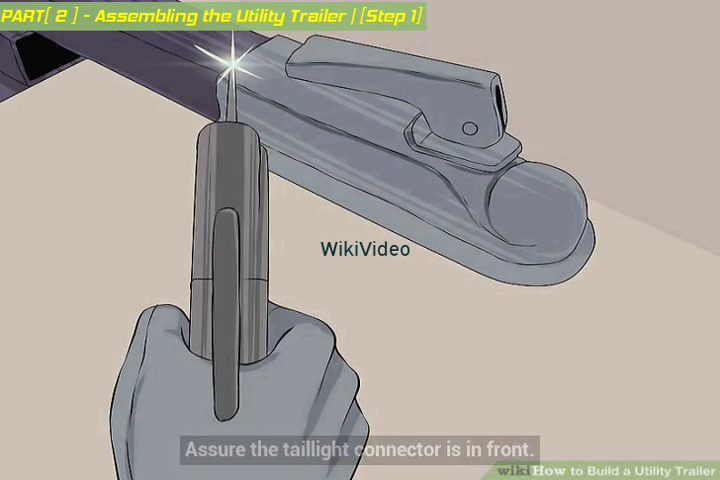 PART[ 2 ] - Assembling the Utility Trailer | [Step 1]
WikiVideo
Assure the taillight connector is in front.
wikiHow to Build a Utility Trailer